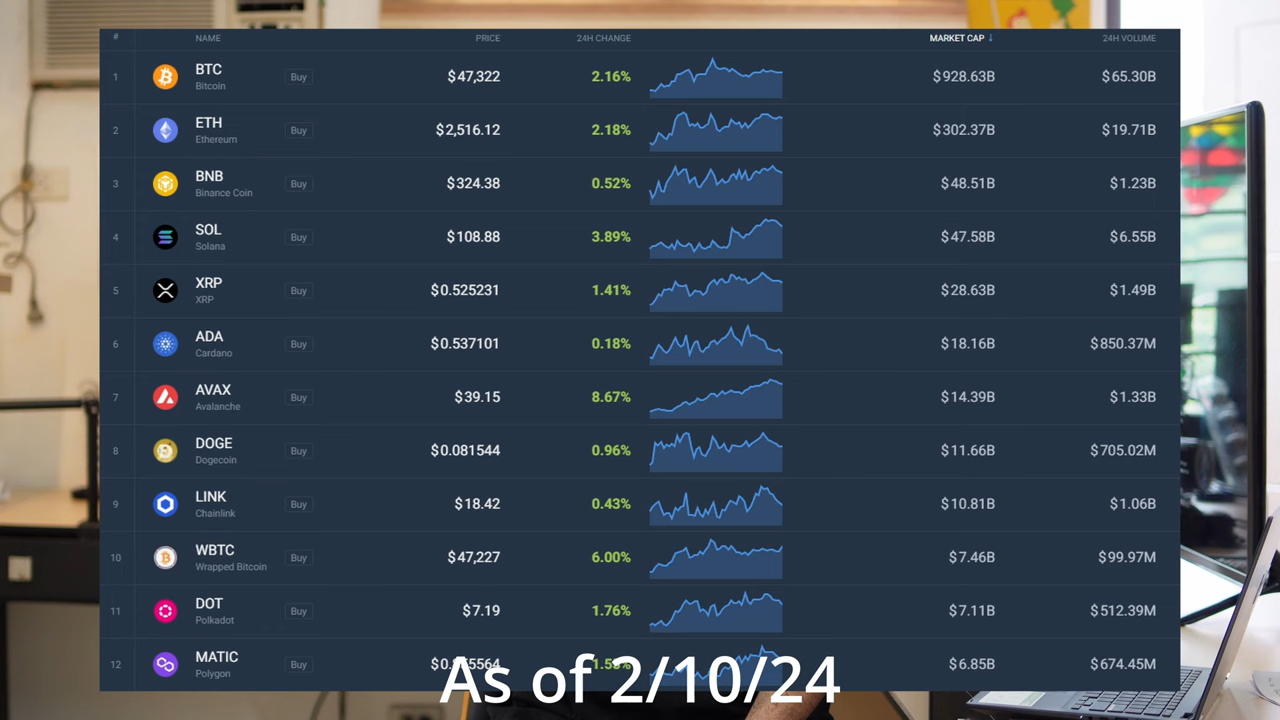 # NAME PRICE 24H CHANGE MARKET CAP ↓ 24H VOLUME
1 BTC Buy $47,322 2.16% $928.63B $65.30B
Bitcoin
2 ETH Buy $2,516.12 2.18% $302.37B $19.71B
Ethereum
3 BNB Buy $324.38 0.52% $48.51B $1.23B
Binance Coin
4 SOL Buy $108.88 3.89% $47.58B $6.55B
Solana
5 XRP Buy $0.525231 1.41% $28.63B $1.49B
XRP
6 ADA Buy $0.537101 0.18% $18.16B $850.37M
Cardano
7 AVAX Buy $39.15 8.67% $14.39B $1.33B
Avalanche
8 DOGE Buy $0.081544 0.96% $11.66B $705.02M
Dogecoin
9 LINK Buy $18.42 0.43% $10.81B $1.06B
Chainlink
10 WBTC Buy $47,227 6.00% $7.46B $99.97M
Wrapped Bitcoin
11 DOT Buy $7.19 1.76% $7.11B $512.39M
Polkadot
12 MATIC Buy $6.85B $674.45M
Polygon
As of 2/10/24